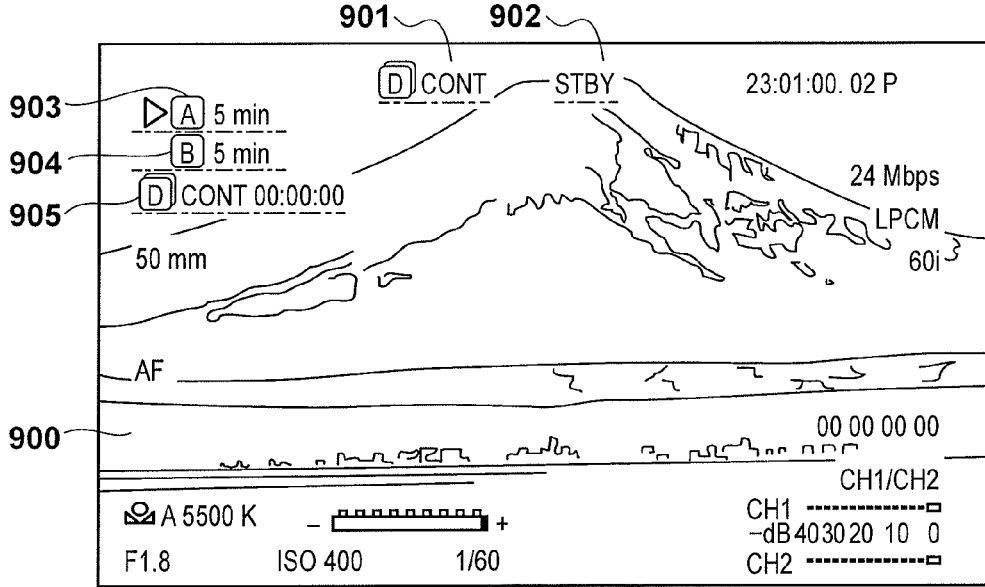 901 902
D CONT STBY 23:01:00. 02 P
903 A 5 min
904 B 5 min
24 Mbps
905 D CONT 00:00:00
LPCM
50 mm 60i
AF
900 00 00 00 00
CH1/CH2
A 5500 K − + CH1
−dB 40 30 20 10 0
F1.8 ISO 400 1/60 CH2